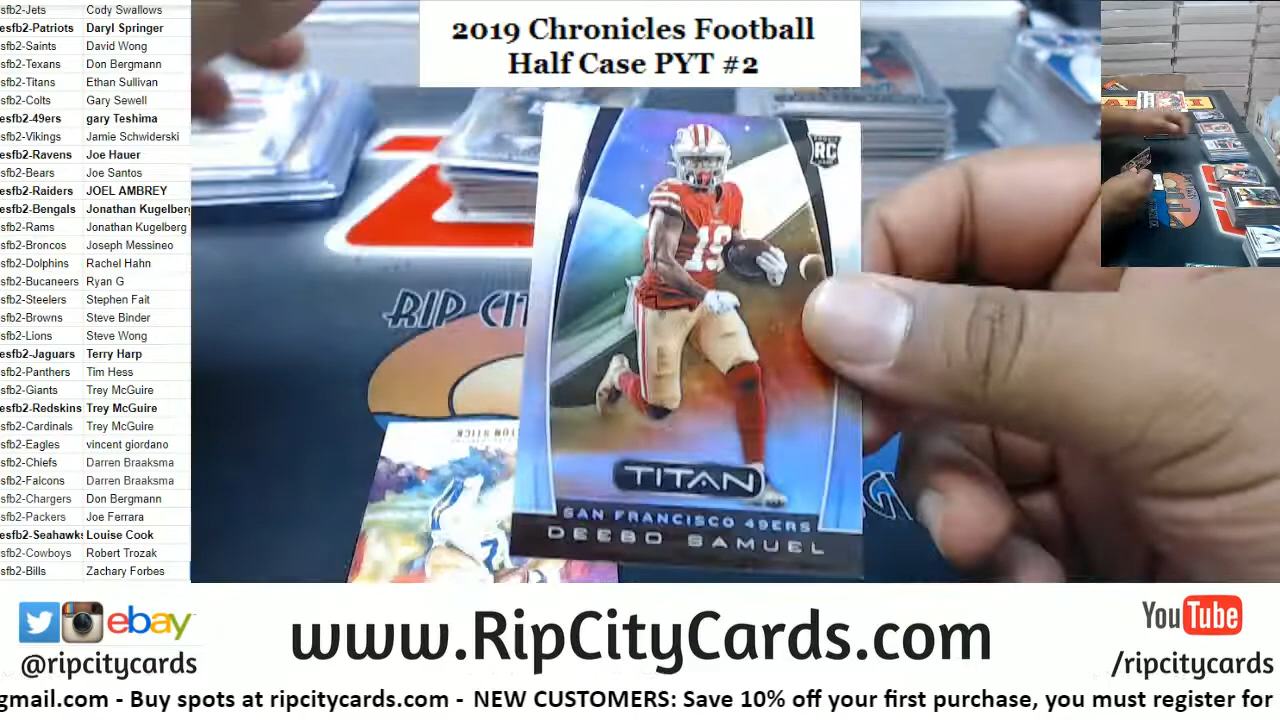 2019 Chronicles Football
Half Case PYT #2
sfb2-Jets Cody Swallows
esfb2-Patriots Daryl Springer
sfb2-Saints David Wong
sfb2-Texans Don Bergmann
sfb2-Titans Ethan Sullivan
sfb2-Colts Gary Sewell
esfb2-49ers gary Teshima
sfb2-Vikings Jamie Schwiderski
esfb2-Ravens Joe Hauer
sfb2-Bears Joe Santos
esfb2-Raiders JOEL AMBREY
esfb2-Bengals Jonathan Kugelberg
sfb2-Rams Jonathan Kugelberg
sfb2-Broncos Joseph Messineo
sfb2-Dolphins Rachel Hahn
sfb2-Bucaneers Ryan G
sfb2-Steelers Stephen Fait
sfb2-Browns Steve Binder
sfb2-Lions Steve Wong
esfb2-Jaguars Terry Harp
sfb2-Panthers Tim Hess
sfb2-Giants Trey McGuire
esfb2-Redskins Trey McGuire
sfb2-Cardinals Trey McGuire
sfb2-Eagles vincent giordano
sfb2-Chiefs Darren Braaksma
sfb2-Falcons Darren Braaksma
sfb2-Chargers Don Bergmann
sfb2-Packers Joe Ferrara
esfb2-Seahawks Louise Cook
sfb2-Cowboys Robert Trozak
sfb2-Bills Zachary Forbes
RC
19
RIP CI
TITAN
SAN FRANCISCO 49ERS
DEEBO SAMUEL
ebay
@ripcitycards
www.RipCityCards.com
YouTube
/ripcitycards
gmail.com - Buy spots at ripcitycards.com - NEW CUSTOMERS: Save 10% off your first purchase, you must register for